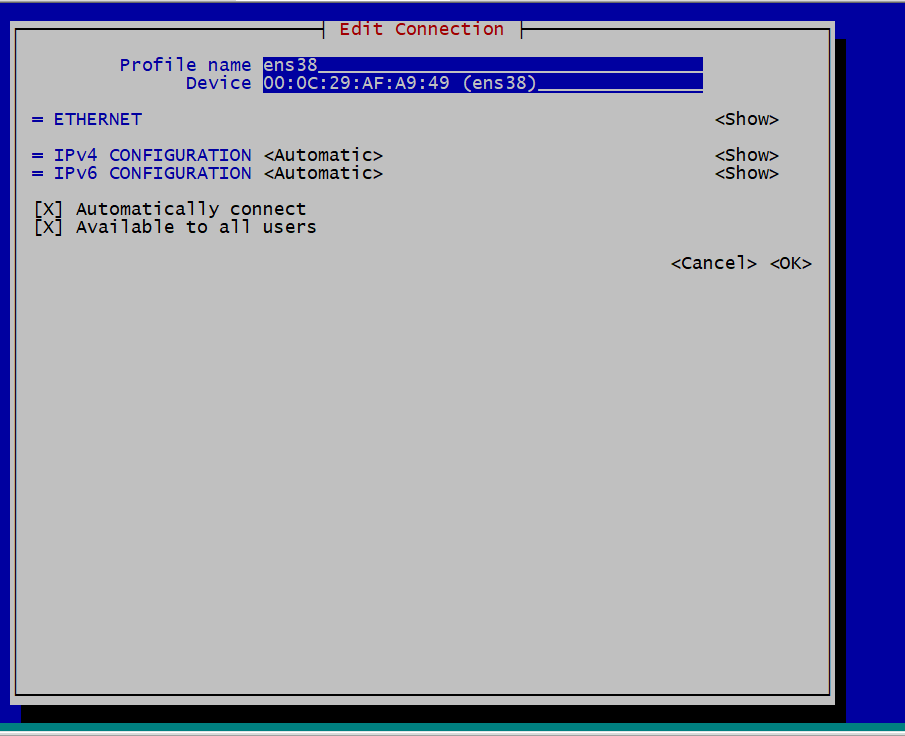 Edit Connection
Profile name ens38
Device 00:0C:29:AF:A9:49 (ens38)
= ETHERNET <Show>
= IPv4 CONFIGURATION <Automatic> <Show>
= IPv6 CONFIGURATION <Automatic> <Show>
[X] Automatically connect
[X] Available to all users
<Cancel> <OK>